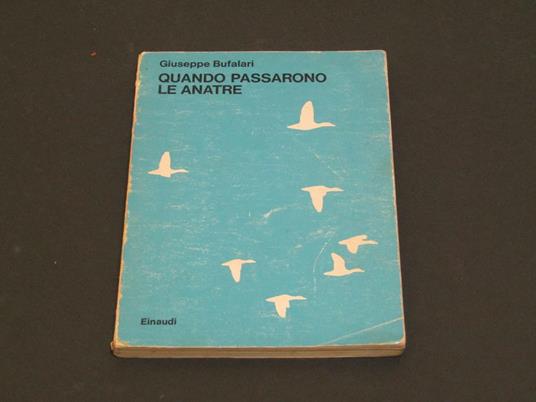 Giuseppe Bufalari
QUANDO PASSARONO
LE ANATRE
Einaudi